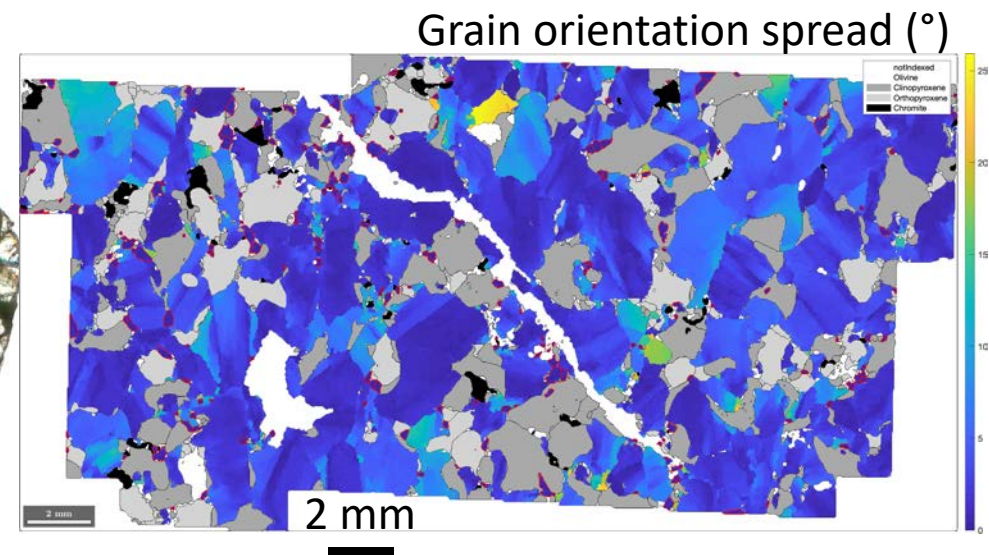 Grain orientation spread (°)
notIndexed
Olivine
Clinopyroxene
Orthopyroxene
Chromite
25
20
15
10
5
0
2 mm
2 mm